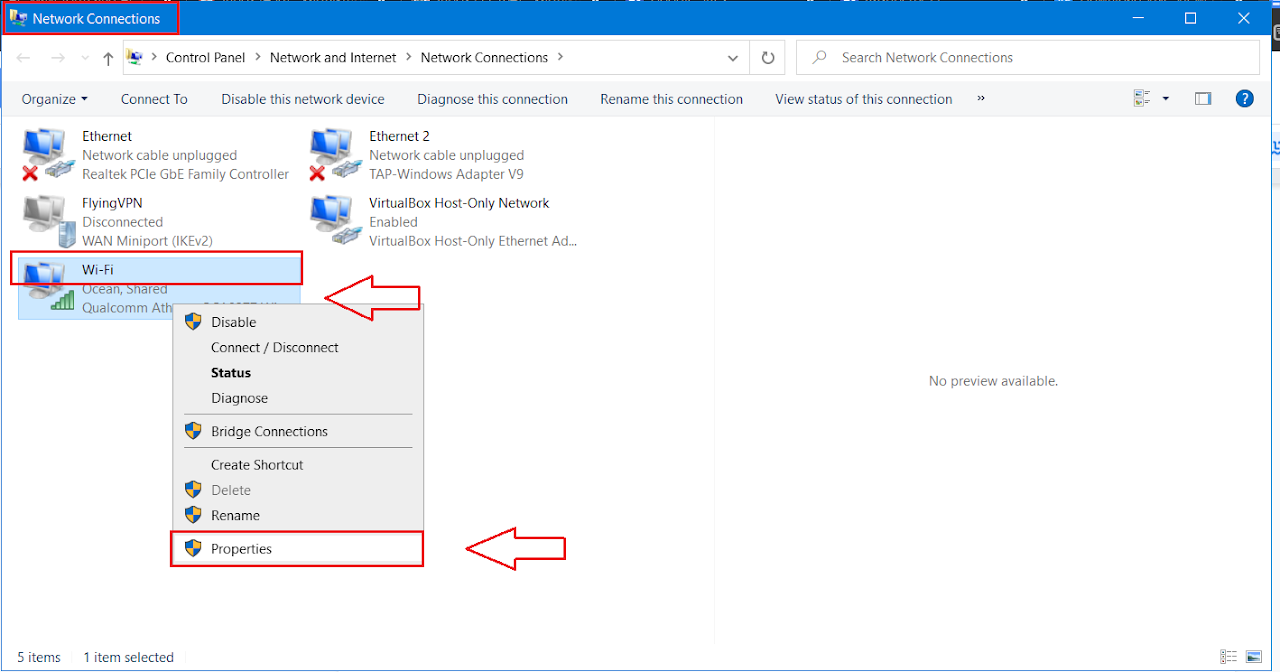 Network Connections
Control Panel > Network and Internet > Network Connections >
Search Network Connections
Organize Connect To Disable this network device Diagnose this connection Rename this connection View status of this connection »
?
Ethernet
Network cable unplugged
Realtek PCIe GbE Family Controller
Ethernet 2
Network cable unplugged
TAP-Windows Adapter V9
FlyingVPN
Disconnected
WAN Miniport (IKEv2)
VirtualBox Host-Only Network
Enabled
VirtualBox Host-Only Ethernet Ad...
Wi-Fi
Ocean, Shared
Qualcomm Ath
Disable
Connect / Disconnect
Status
Diagnose
Bridge Connections
Create Shortcut
Delete
Rename
Properties
No preview available.
5 items 1 item selected